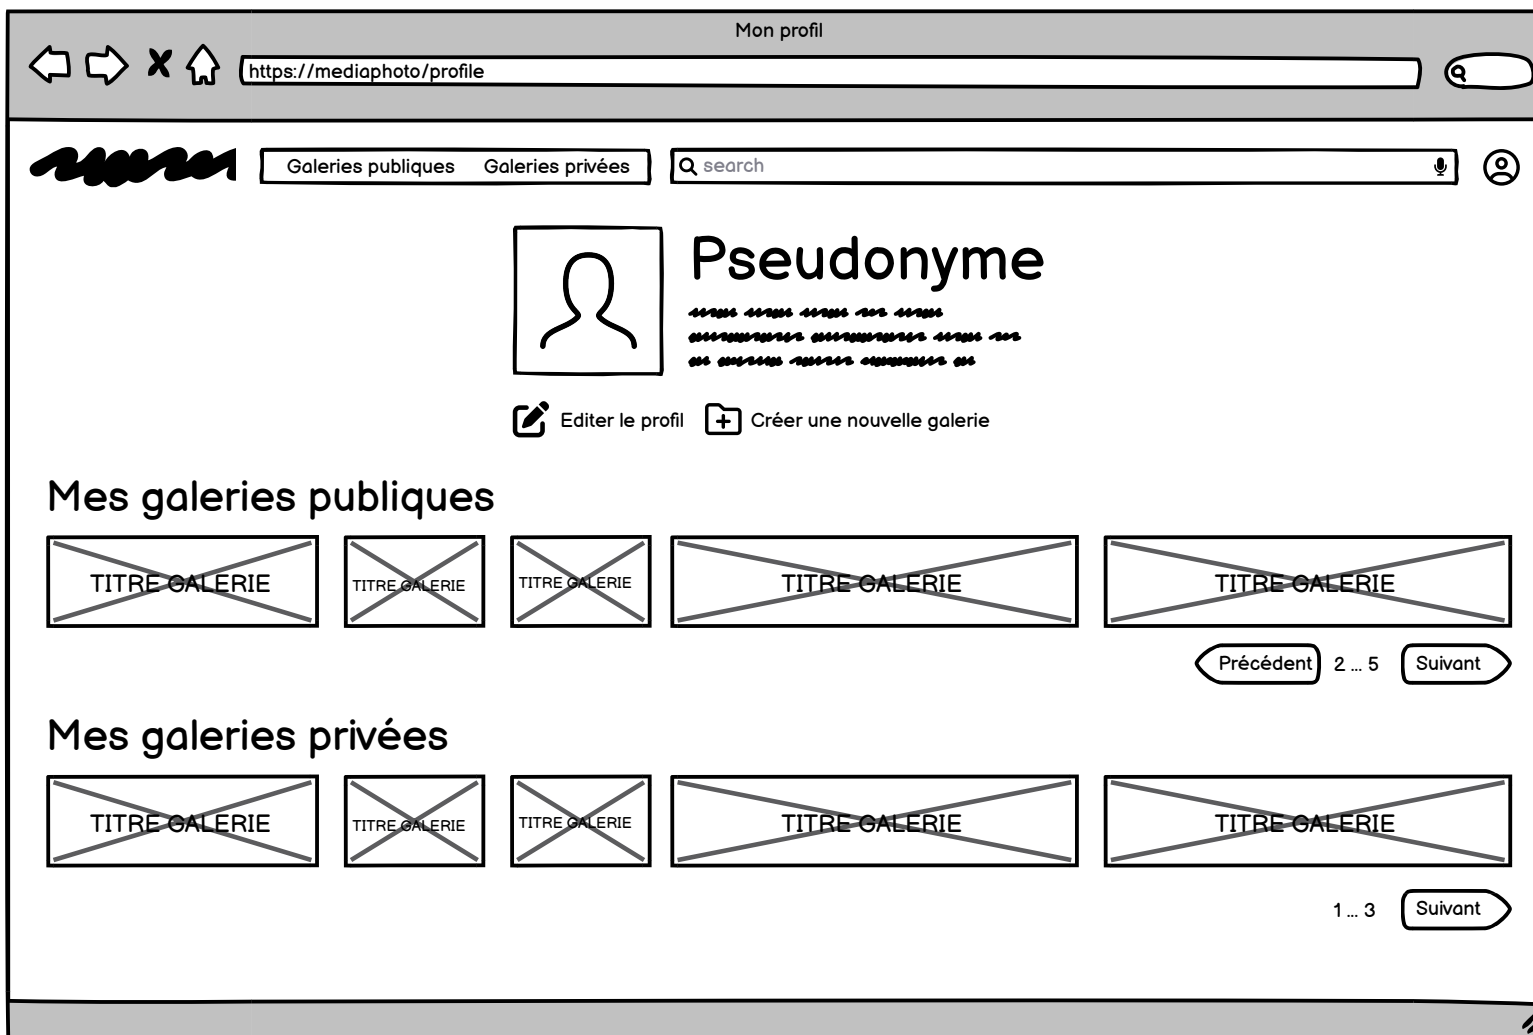 Mon profil
https://mediaphoto/profile
Galeries publiques Galeries privées search
Pseudonyme
Editer le profil Créer une nouvelle galerie
Mes galeries publiques
TITRE GALERIE TITRE GALERIE TITRE GALERIE TITRE GALERIE TITRE GALERIE
Précédent 2 ... 5 Suivant
Mes galeries privées
TITRE GALERIE TITRE GALERIE TITRE GALERIE TITRE GALERIE TITRE GALERIE
1 ... 3 Suivant